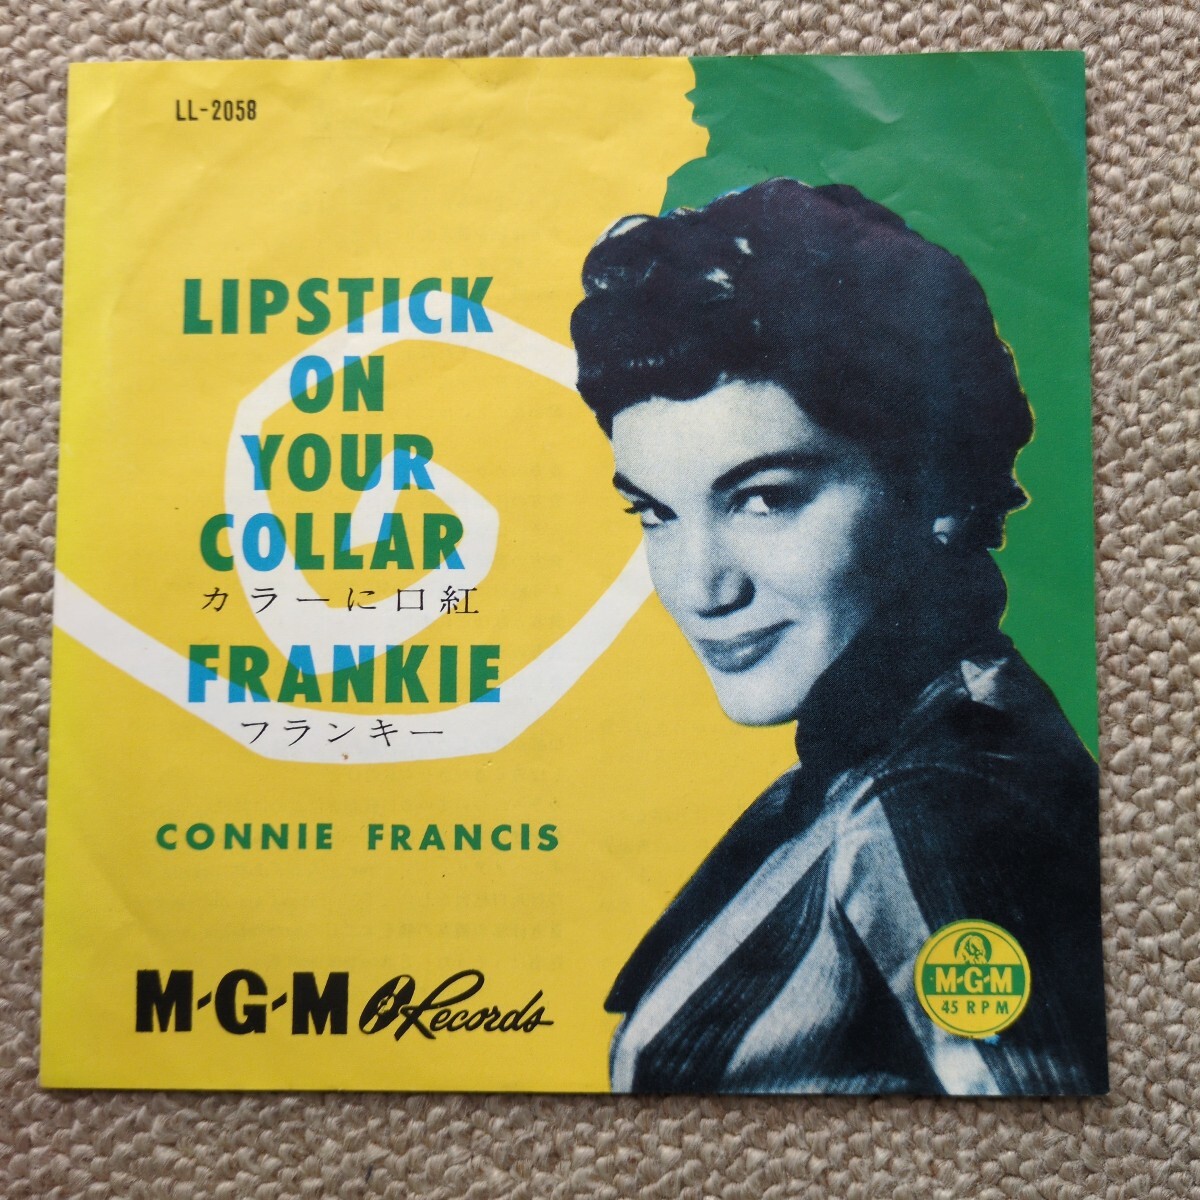 LL-2058
LIPSTICK
ON
YOUR
COLLAR
カラーに口紅
FRANKIE
フランキー
CONNIE FRANCIS
M-G-M Records
M-G-M
45 RPM